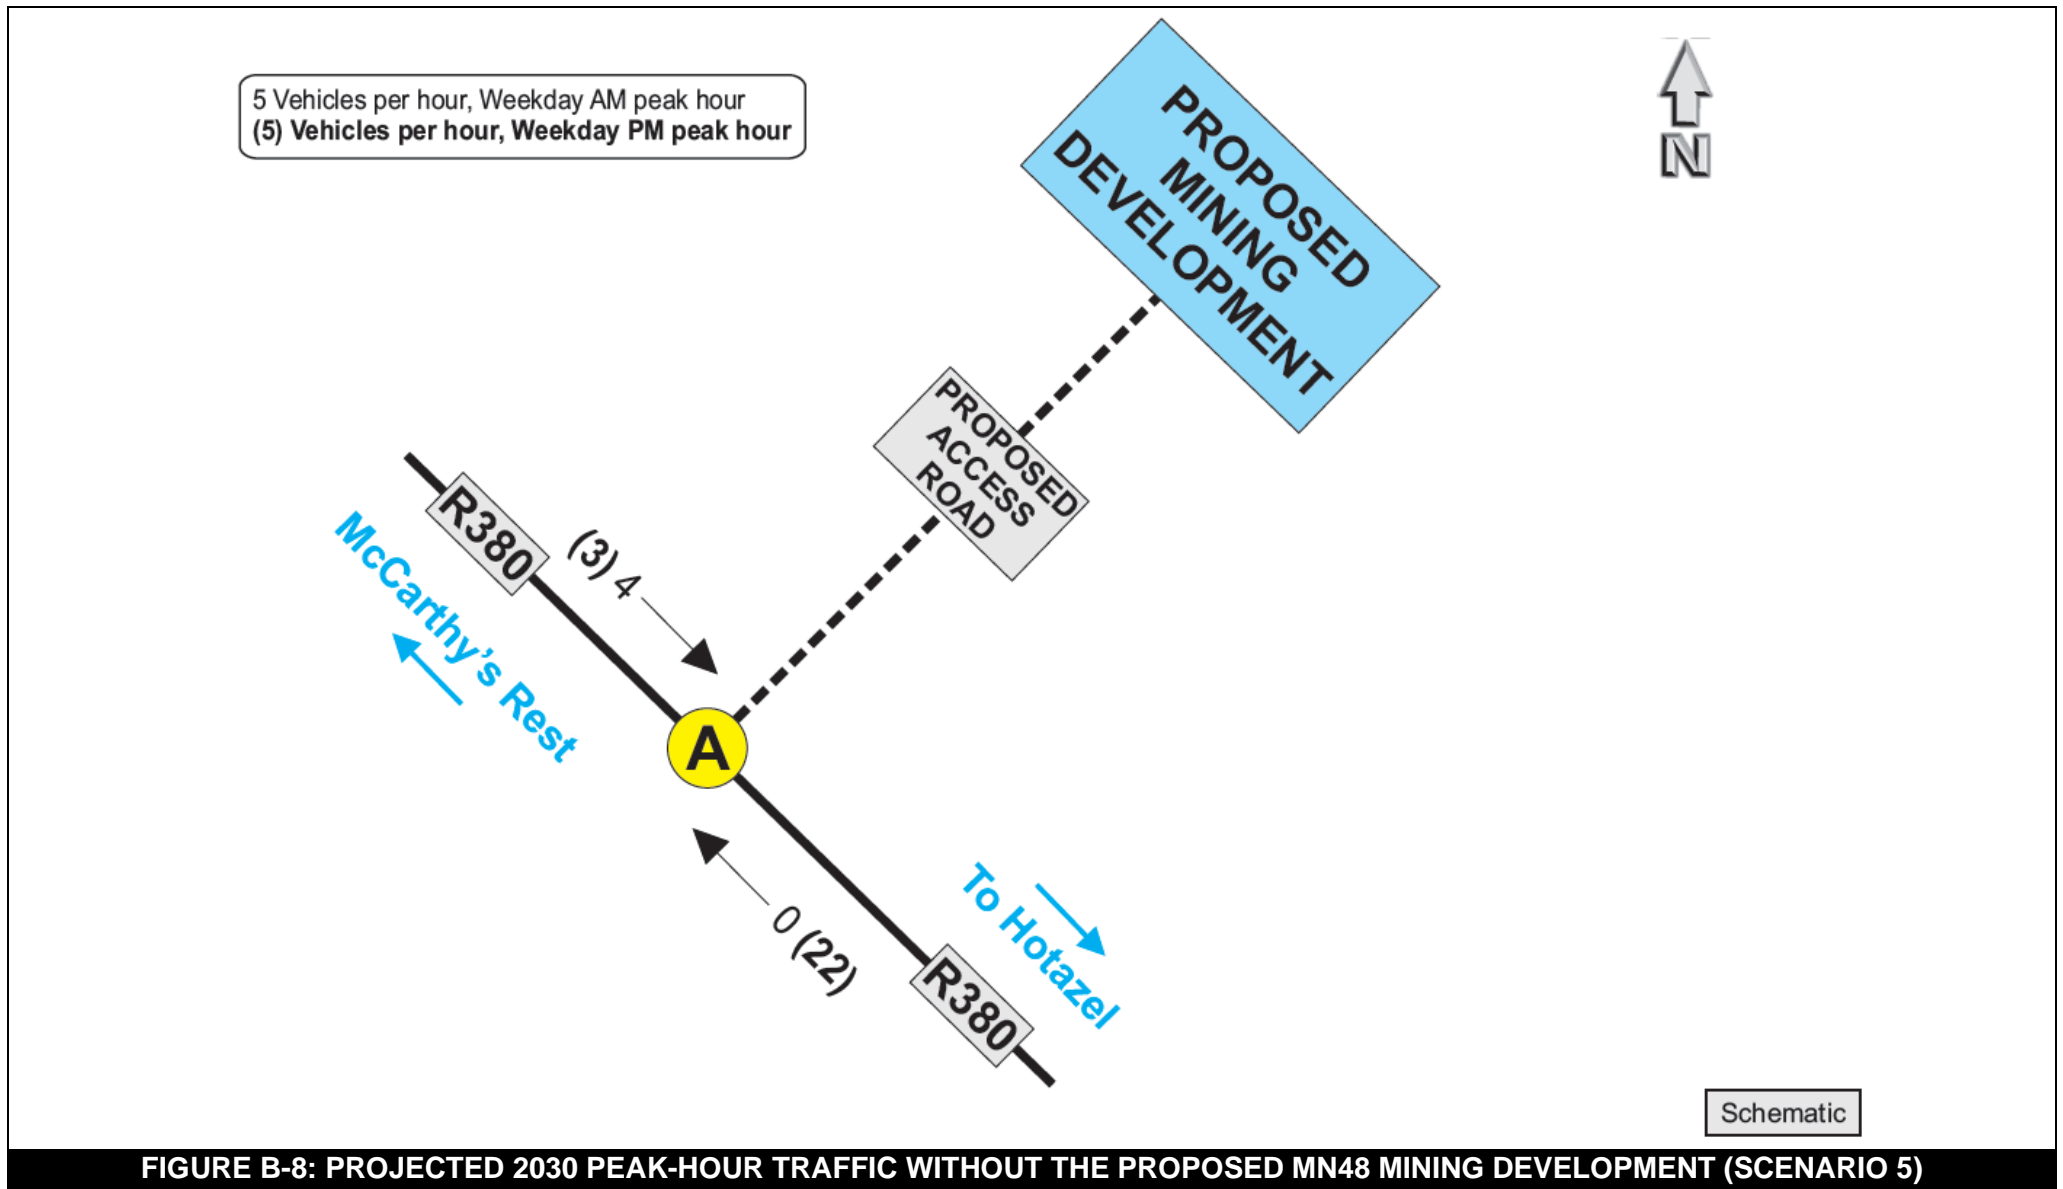 5 Vehicles per hour, Weekday AM peak hour
(5) Vehicles per hour, Weekday PM peak hour
N
PROPOSED
MINING
DEVELOPMENT
PROPOSED
ACCESS
ROAD
R380
(3) 4
McCarthy's Rest
A
0 (22)
To Hotazel
R380
Schematic
FIGURE B-8: PROJECTED 2030 PEAK-HOUR TRAFFIC WITHOUT THE PROPOSED MN48 MINING DEVELOPMENT (SCENARIO 5)